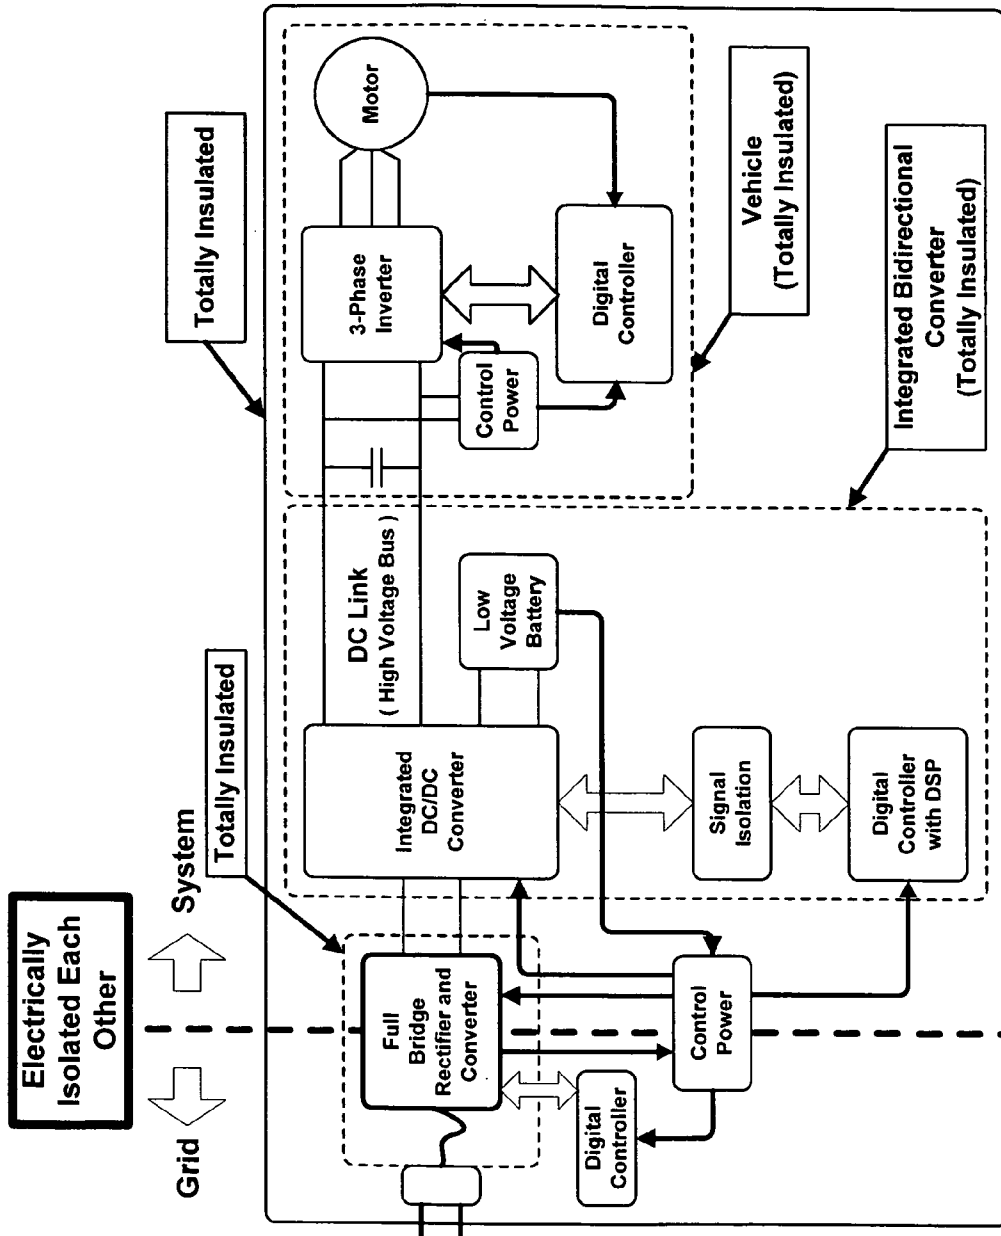 Electrically
Isolated Each
Other
Grid
System
Totally Insulated
Totally Insulated
Full
Bridge
Rectifier and
Converter
Integrated
DC/DC
Converter
DC Link
( High Voltage Bus )
3-Phase
Inverter
Motor
Low
Voltage
Battery
Control
Power
Digital
Controller
Digital
Controller
Control
Power
Signal
Isolation
Digital
Controller
with DSP
Vehicle
(Totally Insulated)
Integrated Bidirectional
Converter
(Totally Insulated)